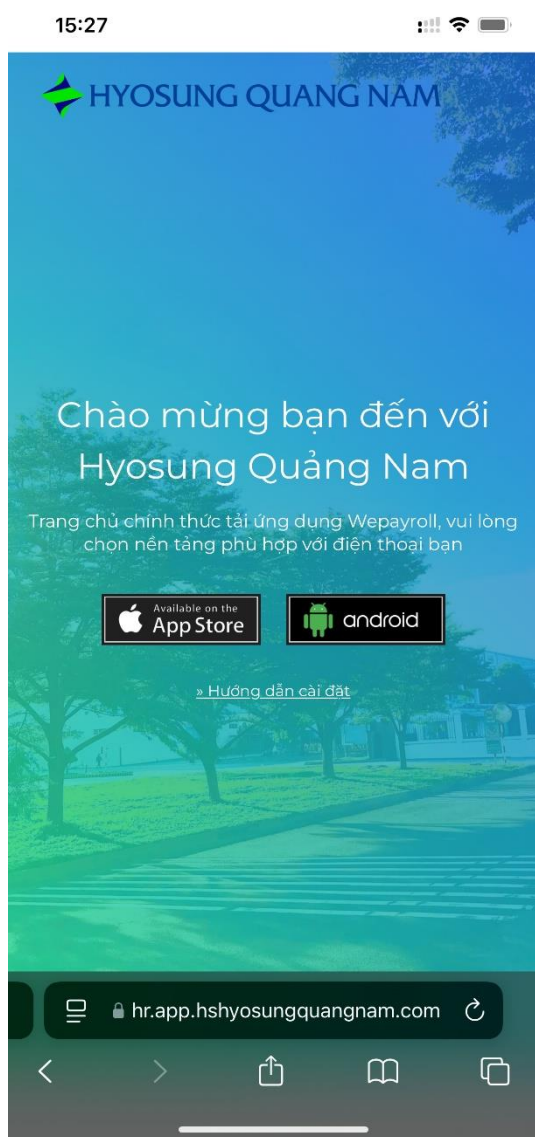 15:27
HYOSUNG QUANG NAM
Chào mừng bạn đến với
Hyosung Quảng Nam
Trang chủ chính thức tải ứng dụng Wepayroll, vui lòng
chọn nền tảng phù hợp với điện thoại bạn
Available on the
App Store
android
» Hướng dẫn cài đặt
hr.app.hshyosungquangnam.com